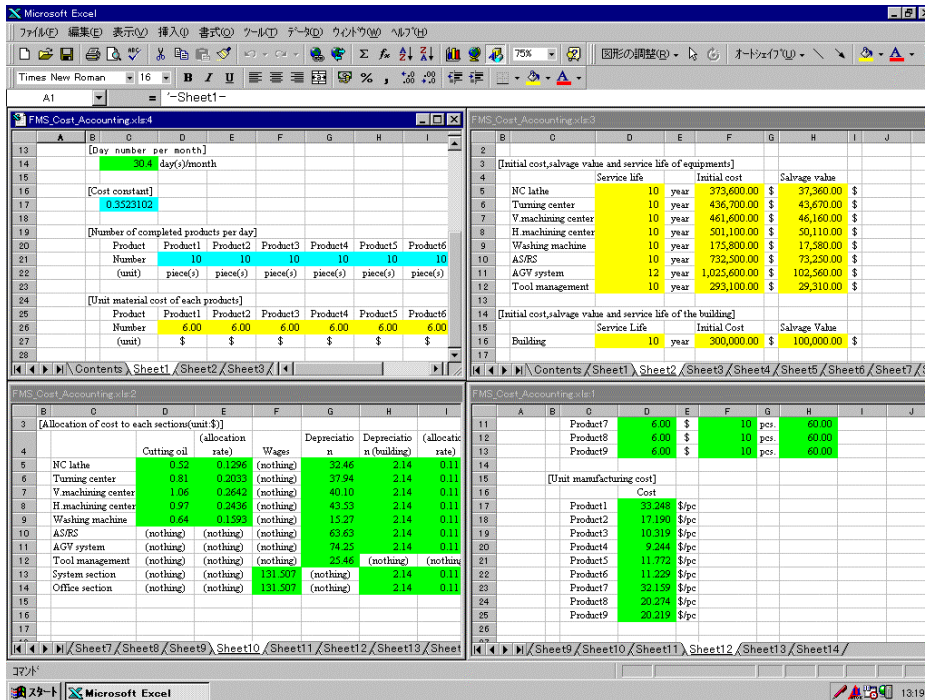 Microsoft Excel
ファイル(F) 編集(E) 表示(V) 挿入(I) 書式(O) ツール(T) データ(D) ウィンドウ(W) ヘルプ(H)
75% 図形の調整(R) オートシェイプ(U)
Times New Roman 16 B I U
A1 = '-Sheet1-
FMS_Cost_Accounting.xls:4
A B C D E F G H I
13 [Day number per month]
14 30.4 day(s)/month
15
16 [Cost constant]
17 0.3523102
18
19 [Number of completed products per day]
20 Product Product1 Product2 Product3 Product4 Product5 Product6
21 Number 10 10 10 10 10 10
22 (unit) piece(s) piece(s) piece(s) piece(s) piece(s) piece(s)
23
24 [Unit material cost of each products]
25 Product Product1 Product2 Product3 Product4 Product5 Product6
26 Number 6.00 6.00 6.00 6.00 6.00 6.00
27 (unit) $ $ $ $ $ $
28
Contents Sheet1 Sheet2 Sheet3
FMS_Cost_Accounting.xls:3
B C D E F G H I J
2
3 [Initial cost,salvage value and service life of equipments]
4 Service life Initial cost Salvage value
5 NC lathe 10 year 373,600.00 $ 37,360.00 $
6 Turning center 10 year 436,700.00 $ 43,670.00 $
7 V.machining center 10 year 461,600.00 $ 46,160.00 $
8 H.machining center 10 year 501,100.00 $ 50,110.00 $
9 Washing machine 10 year 175,800.00 $ 17,580.00 $
10 AS/RS 10 year 732,500.00 $ 73,250.00 $
11 AGV system 12 year 1,025,600.00 $ 102,560.00 $
12 Tool management 10 year 293,100.00 $ 29,310.00 $
13
14 [Initial cost,salvage value and service life of the building]
15 Service Life Initial Cost Salvage Value
16 Building 10 year 300,000.00 $ 100,000.00 $
17
Contents Sheet1 Sheet2 Sheet3 Sheet4 Sheet5 Sheet6 Sheet7
FMS_Cost_Accounting.xls:2
B C D E F G H I
3 [Allocation of cost to each sections(unit:$)]
(allocation Depreciatio Depreciatio (allocatio
4 Cutting oil rate) Wages n n (building) rate)
5 NC lathe 0.52 0.1296 (nothing) 32.46 2.14 0.11
6 Turning center 0.81 0.2033 (nothing) 37.94 2.14 0.11
7 V.machining center 1.06 0.2642 (nothing) 40.10 2.14 0.11
8 H.machining center 0.97 0.2436 (nothing) 43.53 2.14 0.11
9 Washing machine 0.64 0.1593 (nothing) 15.27 2.14 0.11
10 AS/RS (nothing) (nothing) (nothing) 63.63 2.14 0.11
11 AGV system (nothing) (nothing) (nothing) 74.25 2.14 0.11
12 Tool management (nothing) (nothing) (nothing) 25.46 (nothing) (nothing
13 System section (nothing) (nothing) 131.507 (nothing) 2.14 0.11
14 Office section (nothing) (nothing) 131.507 (nothing) 2.14 0.11
15
16
17
Sheet7 Sheet8 Sheet9 Sheet10 Sheet11 Sheet12 Sheet13 Sheet
FMS_Cost_Accounting.xls:1
A B C D E F G H I J
11 Product7 6.00 $ 10 pcs. 60.00
12 Product8 6.00 $ 10 pcs. 60.00
13 Product9 6.00 $ 10 pcs. 60.00
14
15 [Unit manufacturing cost]
16 Cost
17 Product1 33.248 $/pc
18 Product2 17.190 $/pc
19 Product3 10.319 $/pc
20 Product4 9.244 $/pc
21 Product5 11.772 $/pc
22 Product6 11.229 $/pc
23 Product7 32.159 $/pc
24 Product8 20.274 $/pc
25 Product9 20.219 $/pc
26
Sheet9 Sheet10 Sheet11 Sheet12 Sheet13 Sheet14
コマンド
スタート Microsoft Excel 13:19